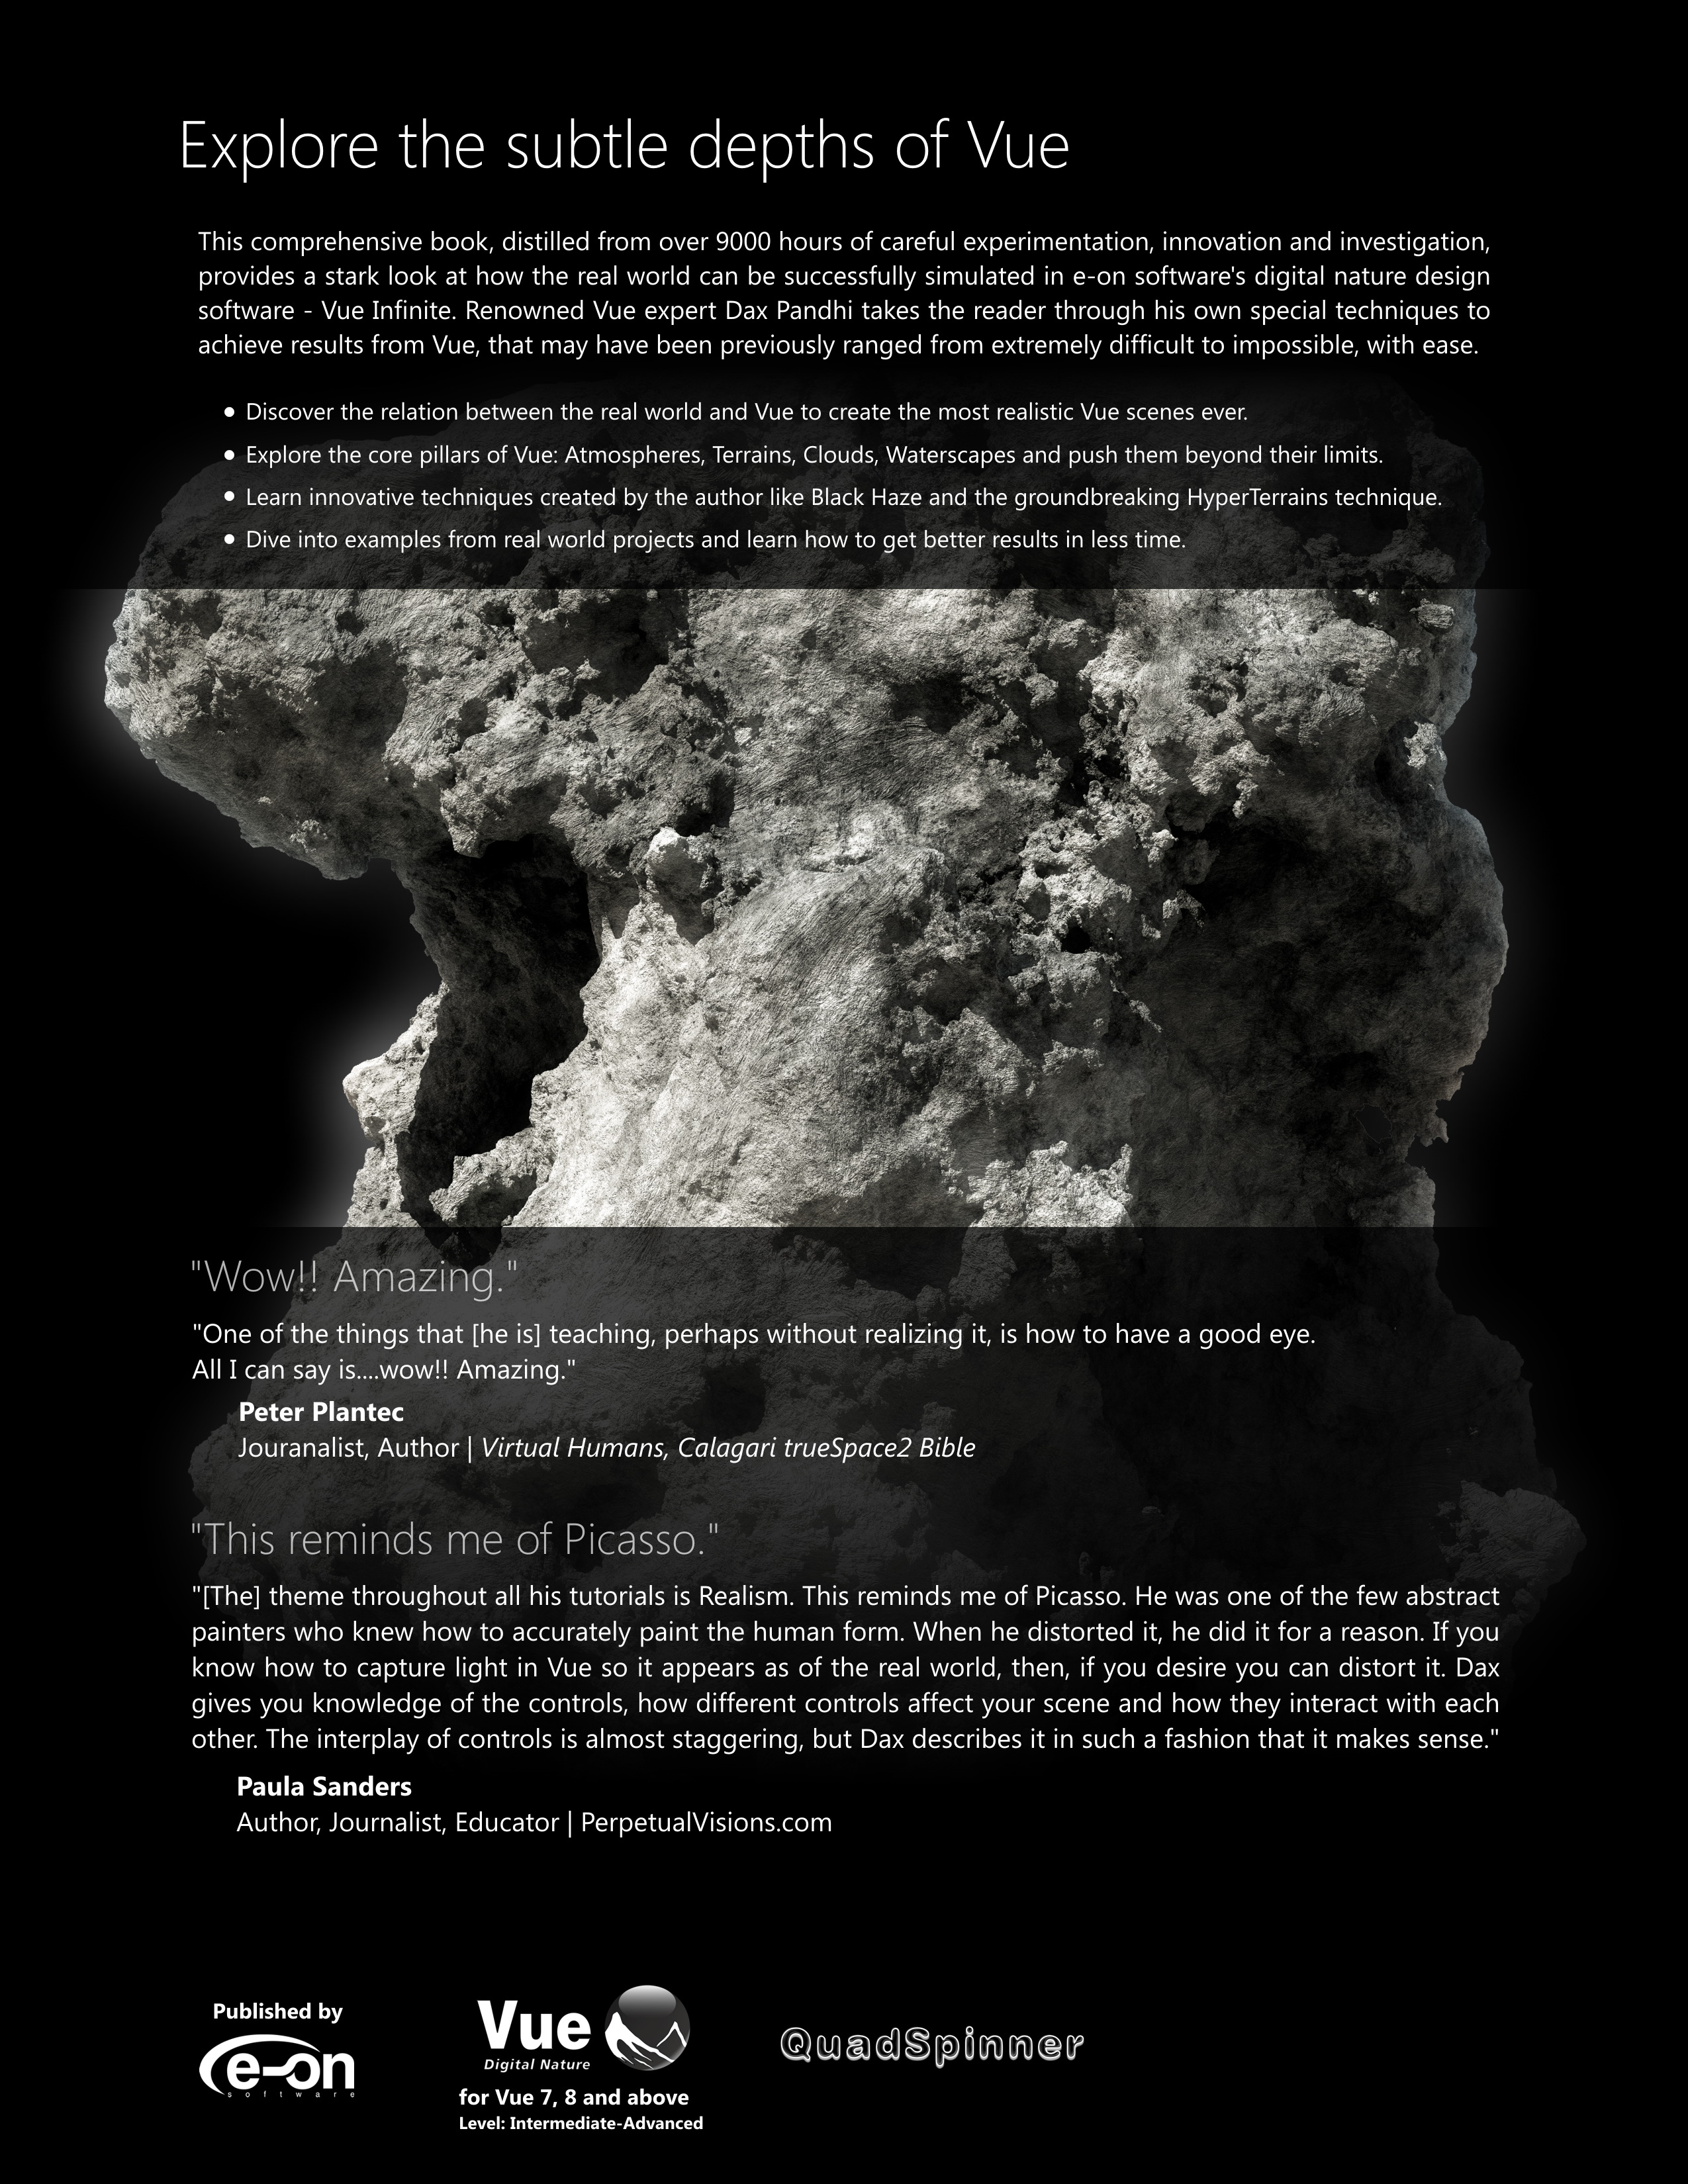 Explore the subtle depths of Vue
This comprehensive book, distilled from over 9000 hours of careful experimentation, innovation and investigation,
provides a stark look at how the real world can be successfully simulated in e-on software's digital nature design
software - Vue Infinite. Renowned Vue expert Dax Pandhi takes the reader through his own special techniques to
achieve results from Vue, that may have been previously ranged from extremely difficult to impossible, with ease.
• Discover the relation between the real world and Vue to create the most realistic Vue scenes ever.
• Explore the core pillars of Vue: Atmospheres, Terrains, Clouds, Waterscapes and push them beyond their limits.
• Learn innovative techniques created by the author like Black Haze and the groundbreaking HyperTerrains technique.
• Dive into examples from real world projects and learn how to get better results in less time.
"Wow!! Amazing."
"One of the things that [he is] teaching, perhaps without realizing it, is how to have a good eye.
All I can say is....wow!! Amazing."
Peter Plantec
Jouranalist, Author | Virtual Humans, Calagari trueSpace2 Bible
"This reminds me of Picasso."
"[The] theme throughout all his tutorials is Realism. This reminds me of Picasso. He was one of the few abstract
painters who knew how to accurately paint the human form. When he distorted it, he did it for a reason. If you
know how to capture light in Vue so it appears as of the real world, then, if you desire you can distort it. Dax
gives you knowledge of the controls, how different controls affect your scene and how they interact with each
other. The interplay of controls is almost staggering, but Dax describes it in such a fashion that it makes sense."
Paula Sanders
Author, Journalist, Educator | PerpetualVisions.com
Published by
e-on
software
Vue
Digital Nature
for Vue 7, 8 and above
Level: Intermediate-Advanced
QuadSpinner